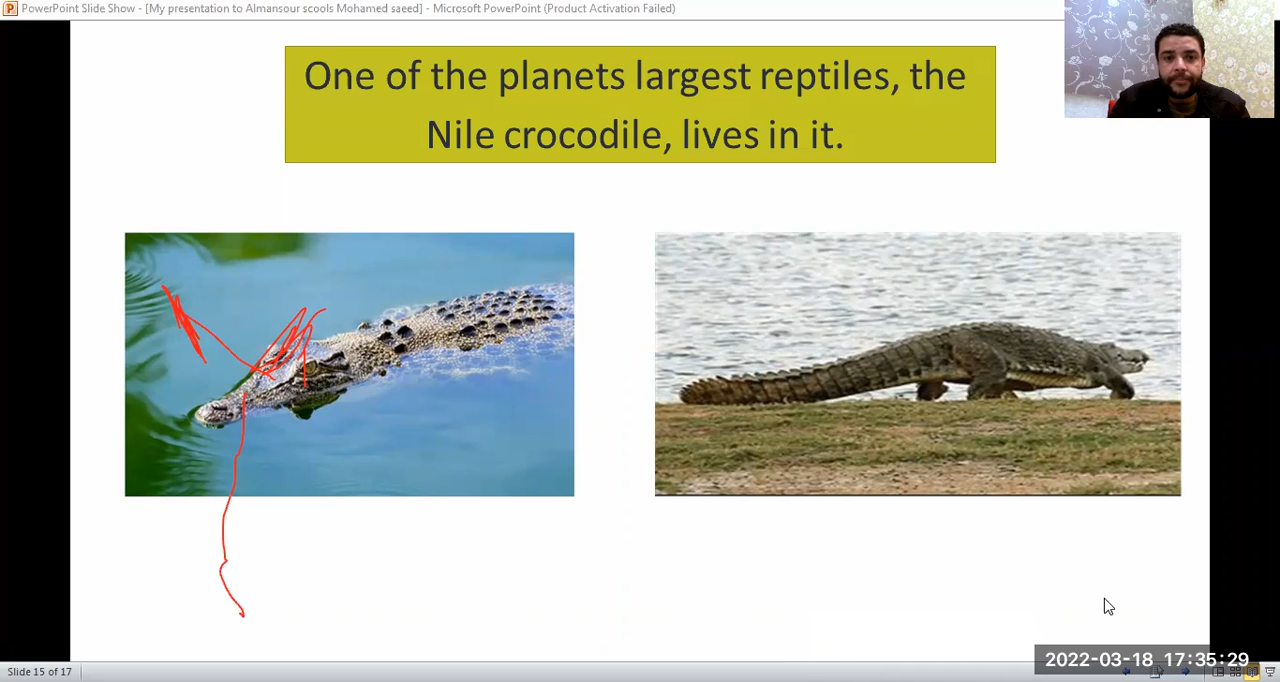 PowerPoint Slide Show - [My presentation to Almansour scools Mohamed saeed] - Microsoft PowerPoint (Product Activation Failed)
One of the planets largest reptiles, the
Nile crocodile, lives in it.
2022-03-18 17:35:29
Slide 15 of 17